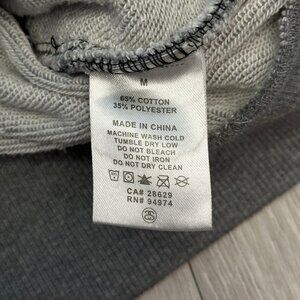 M
65% COTTON
35% POLYESTER
MADE IN CHINA
MACHINE WASH COLD
TUMBLE DRY LOW
DO NOT BLEACH
DO NOT IRON
DO NOT DRY CLEAN
CA# 28629
RN# 94974